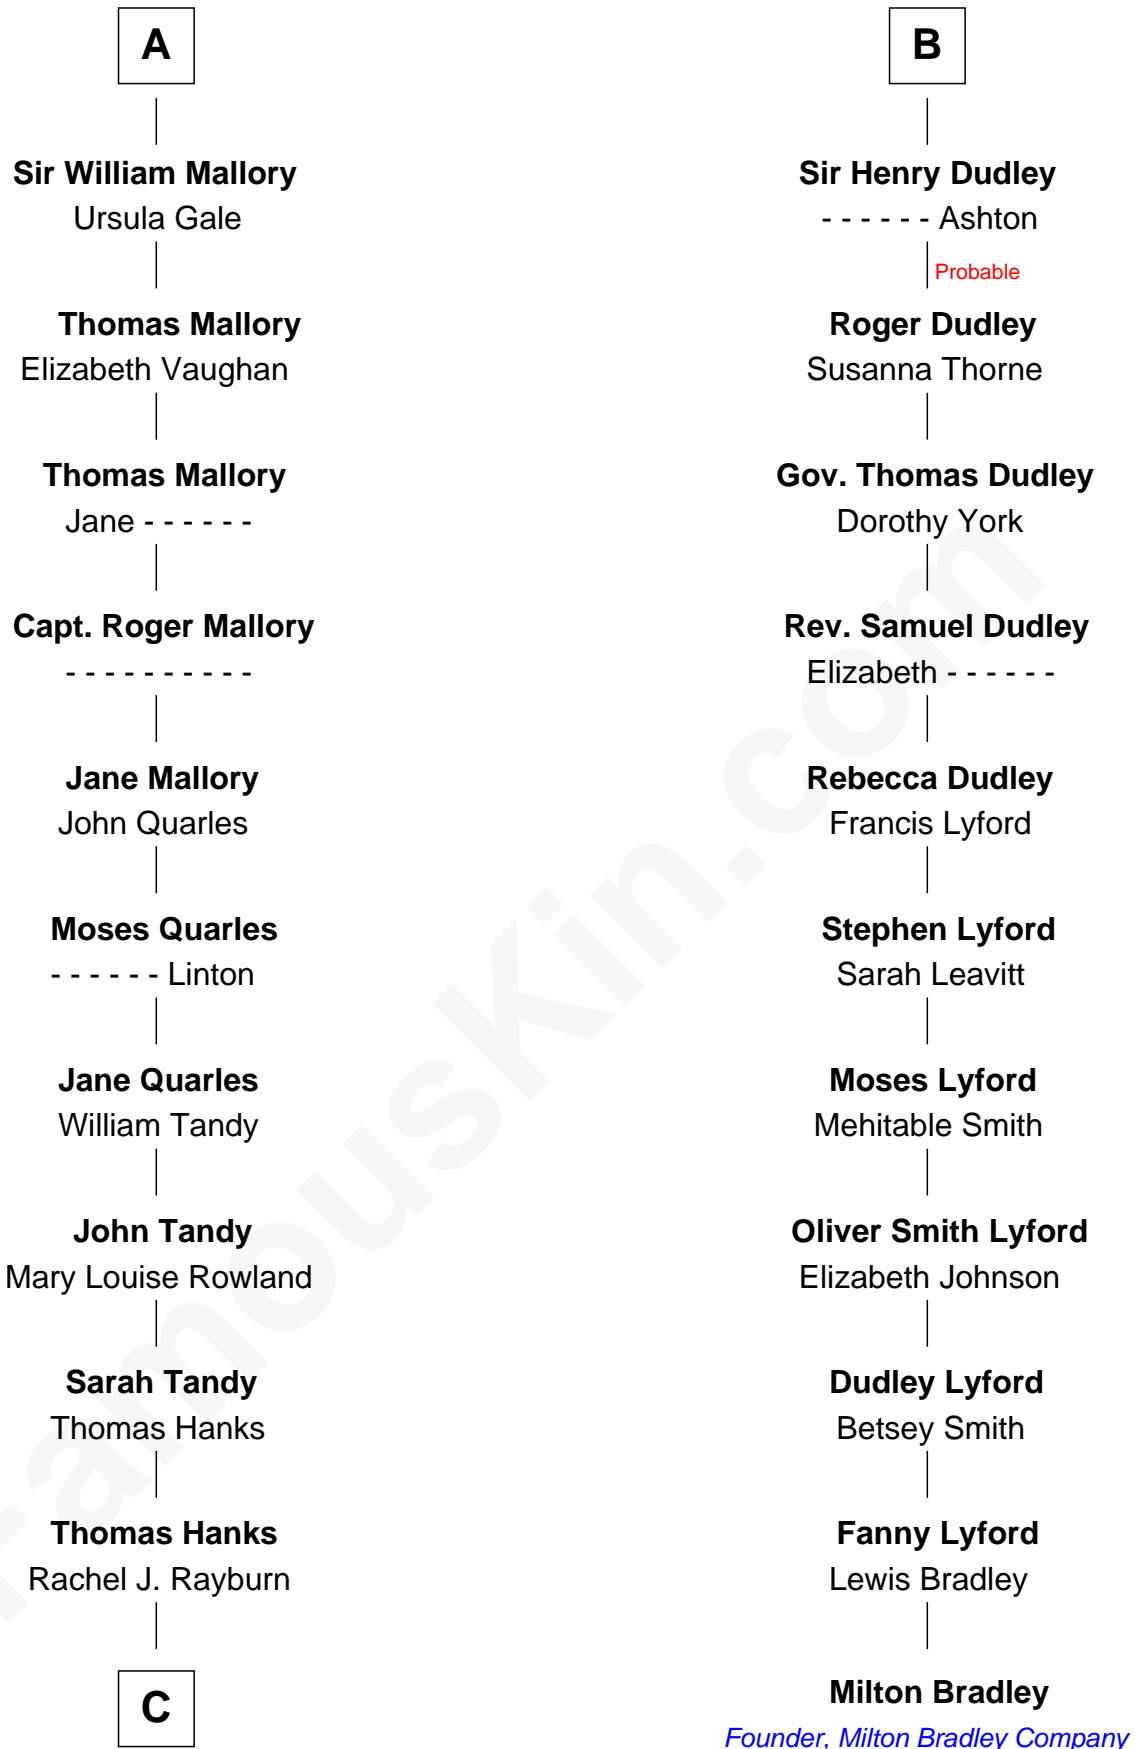 A
Sir William Mallory
Ursula Gale
Thomas Mallory
Elizabeth Vaughan
Thomas Mallory
Jane - - - - - -
Capt. Roger Mallory
- - - - - - - - - -
Jane Mallory
John Quarles
Moses Quarles
- - - - - - Linton
Jane Quarles
William Tandy
John Tandy
Mary Louise Rowland
Sarah Tandy
Thomas Hanks
Thomas Hanks
Rachel J. Rayburn
C
B
Sir Henry Dudley
- - - - - - Ashton
Probable
Roger Dudley
Susanna Thorne
Gov. Thomas Dudley
Dorothy York
Rev. Samuel Dudley
Elizabeth - - - - - -
Rebecca Dudley
Francis Lyford
Stephen Lyford
Sarah Leavitt
Moses Lyford
Mehitable Smith
Oliver Smith Lyford
Elizabeth Johnson
Dudley Lyford
Betsey Smith
Fanny Lyford
Lewis Bradley
Milton Bradley
Founder, Milton Bradley Company
FamousKin.com